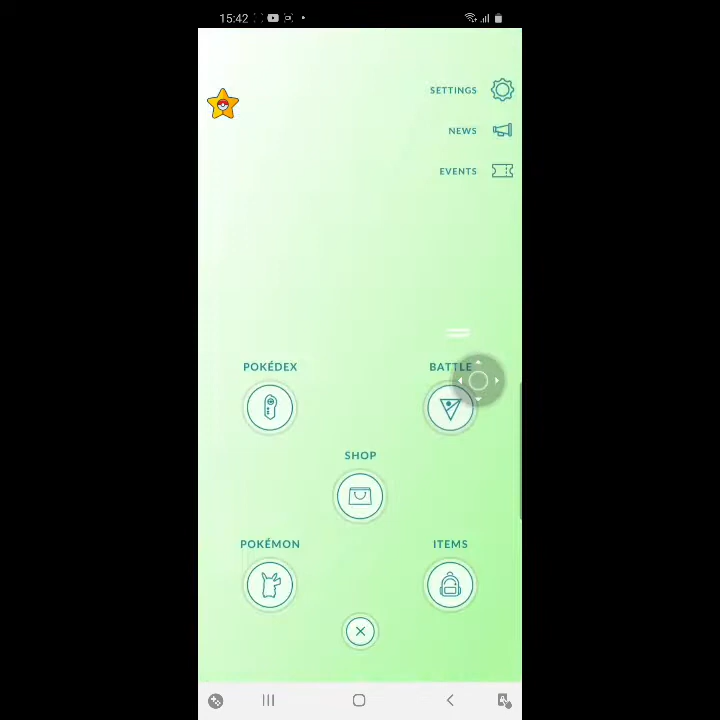 15:42
SETTINGS
NEWS
EVENTS
POKÉDEX
BATTLE
SHOP
POKÉMON
ITEMS